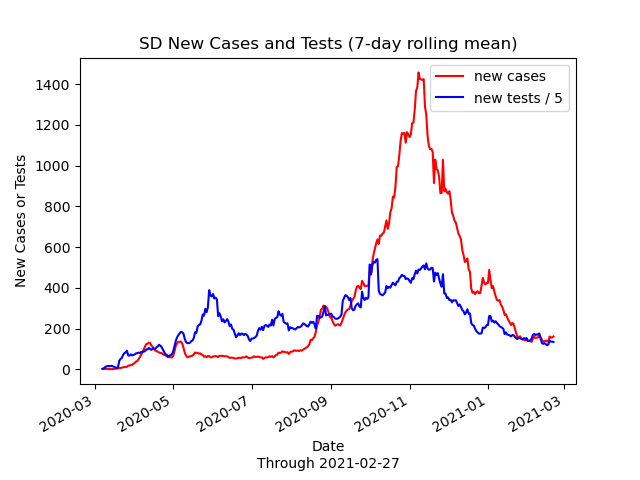 SD New Cases and Tests (7-day rolling mean)
new cases
new tests / 5
New Cases or Tests
1400
1200
1000
800
600
400
200
0
2020-03
2020-05
2020-07
2020-09
2020-11
2021-01
2021-03
Date
Through 2021-02-27